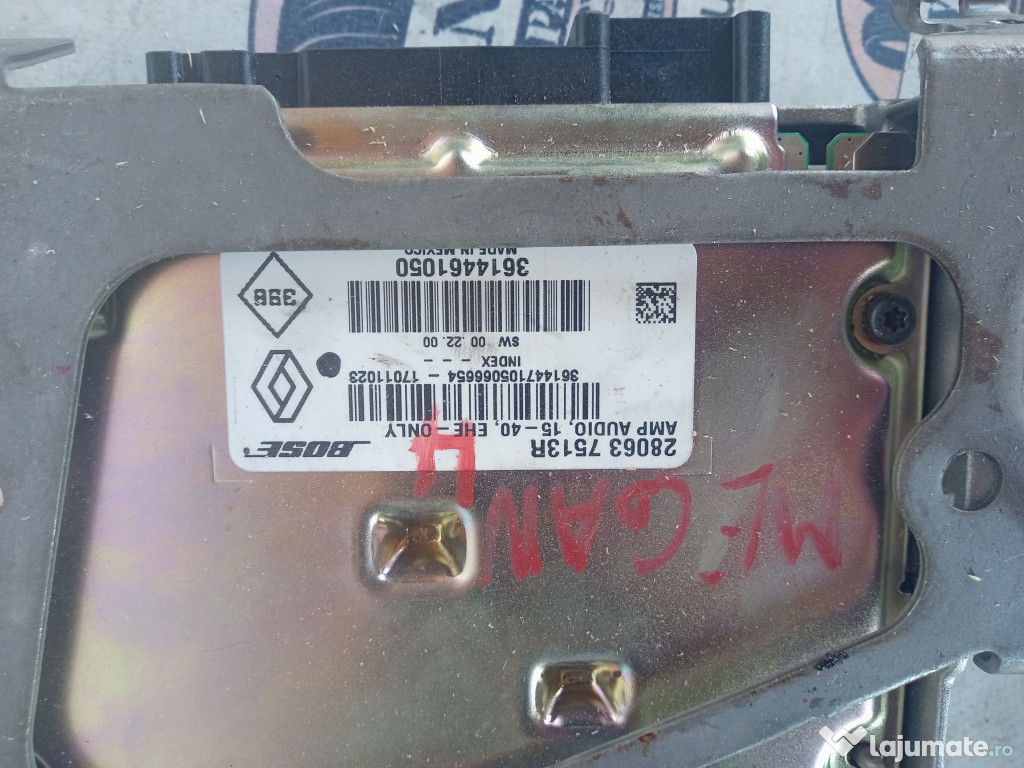 28063 7513R
AMP AUDIO, 15-40, EHE-ONLY
BOSE
361447105066654 - 17011023
INDEX - - -
SW 00.22.00
36144461050
MADE IN MEXICO
398
MEGAN 4
lajumate.ro